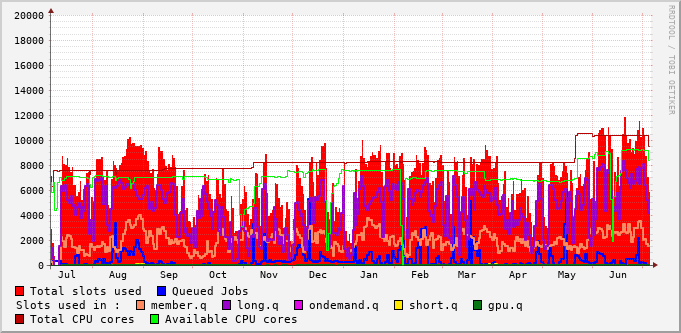 20000
18000
16000
14000
12000
10000
8000
6000
4000
2000
0
Jul Aug Sep Oct Nov Dec Jan Feb Mar Apr May Jun
RRDTOOL / TOBI OETIKER
Total slots used Queued Jobs
Slots used in : member.q long.q ondemand.q short.q gpu.q
Total CPU cores Available CPU cores